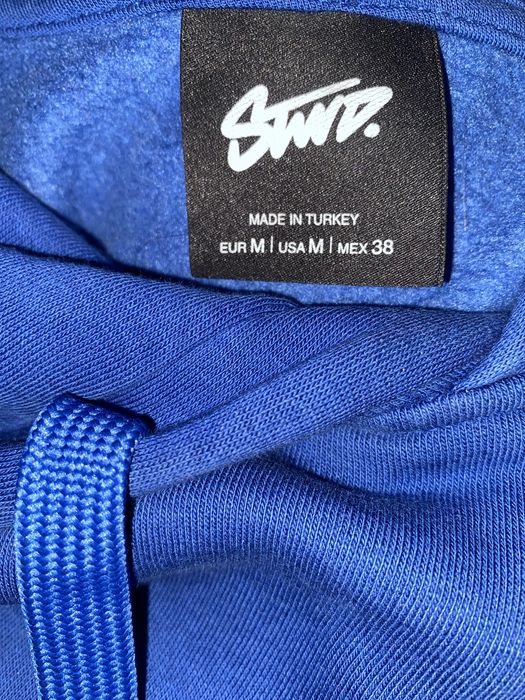 STWD.
MADE IN TURKEY
EUR M | USA M | MEX 38